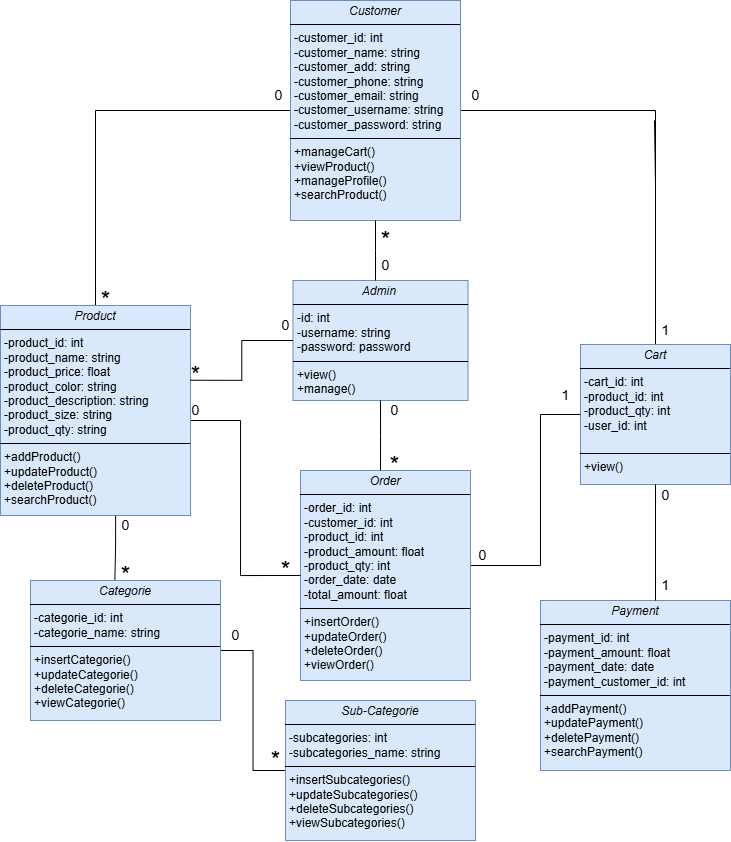 Customer
-customer_id: int
-customer_name: string
-customer_add: string
-customer_phone: string
-customer_email: string
-customer_username: string
-customer_password: string
+manageCart()
+viewProduct()
+manageProfile()
+searchProduct()
0
0
*
0
*
Admin
-id: int
-username: string
-password: password
+view()
+manage()
0
*
0
*
Product
-product_id: int
-product_name: string
-product_price: float
-product_color: string
-product_description: string
-product_size: string
-product_qty: string
+addProduct()
+updateProduct()
+deleteProduct()
+searchProduct()
0
*
0
*
1
Cart
-cart_id: int
-product_id: int
-product_qty: int
-user_id: int
+view()
1
0
0
1
Order
-order_id: int
-customer_id: int
-product_id: int
-product_amount: float
-product_qty: int
-order_date: date
-total_amount: float
+insertOrder()
+updateOrder()
+deleteOrder()
+viewOrder()
Categorie
-categorie_id: int
-categorie_name: string
+insertCategorie()
+updateCategorie()
+deleteCategorie()
+viewCategorie()
0
*
Payment
-payment_id: int
-payment_amount: float
-payment_date: date
-payment_customer_id: int
+addPayment()
+updatePayment()
+deletePayment()
+searchPayment()
Sub-Categorie
-subcategories: int
-subcategories_name: string
+insertSubcategories()
+updateSubcategories()
+deleteSubcategories()
+viewSubcategories()